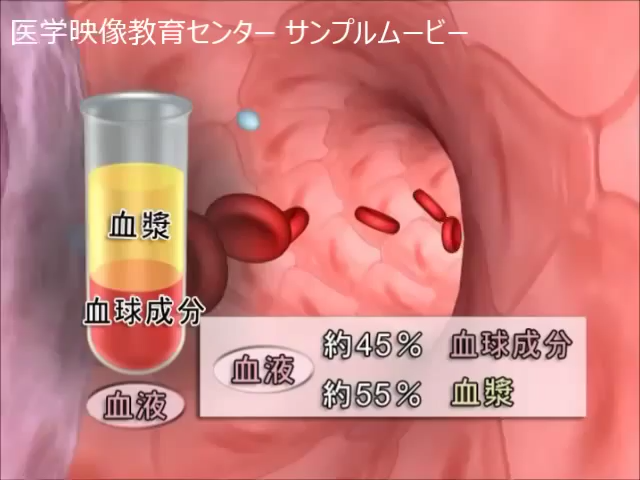 医学映像教育センター サンプルムービー
血漿
血球成分
血液
血液
約45% 血球成分
約55% 血漿